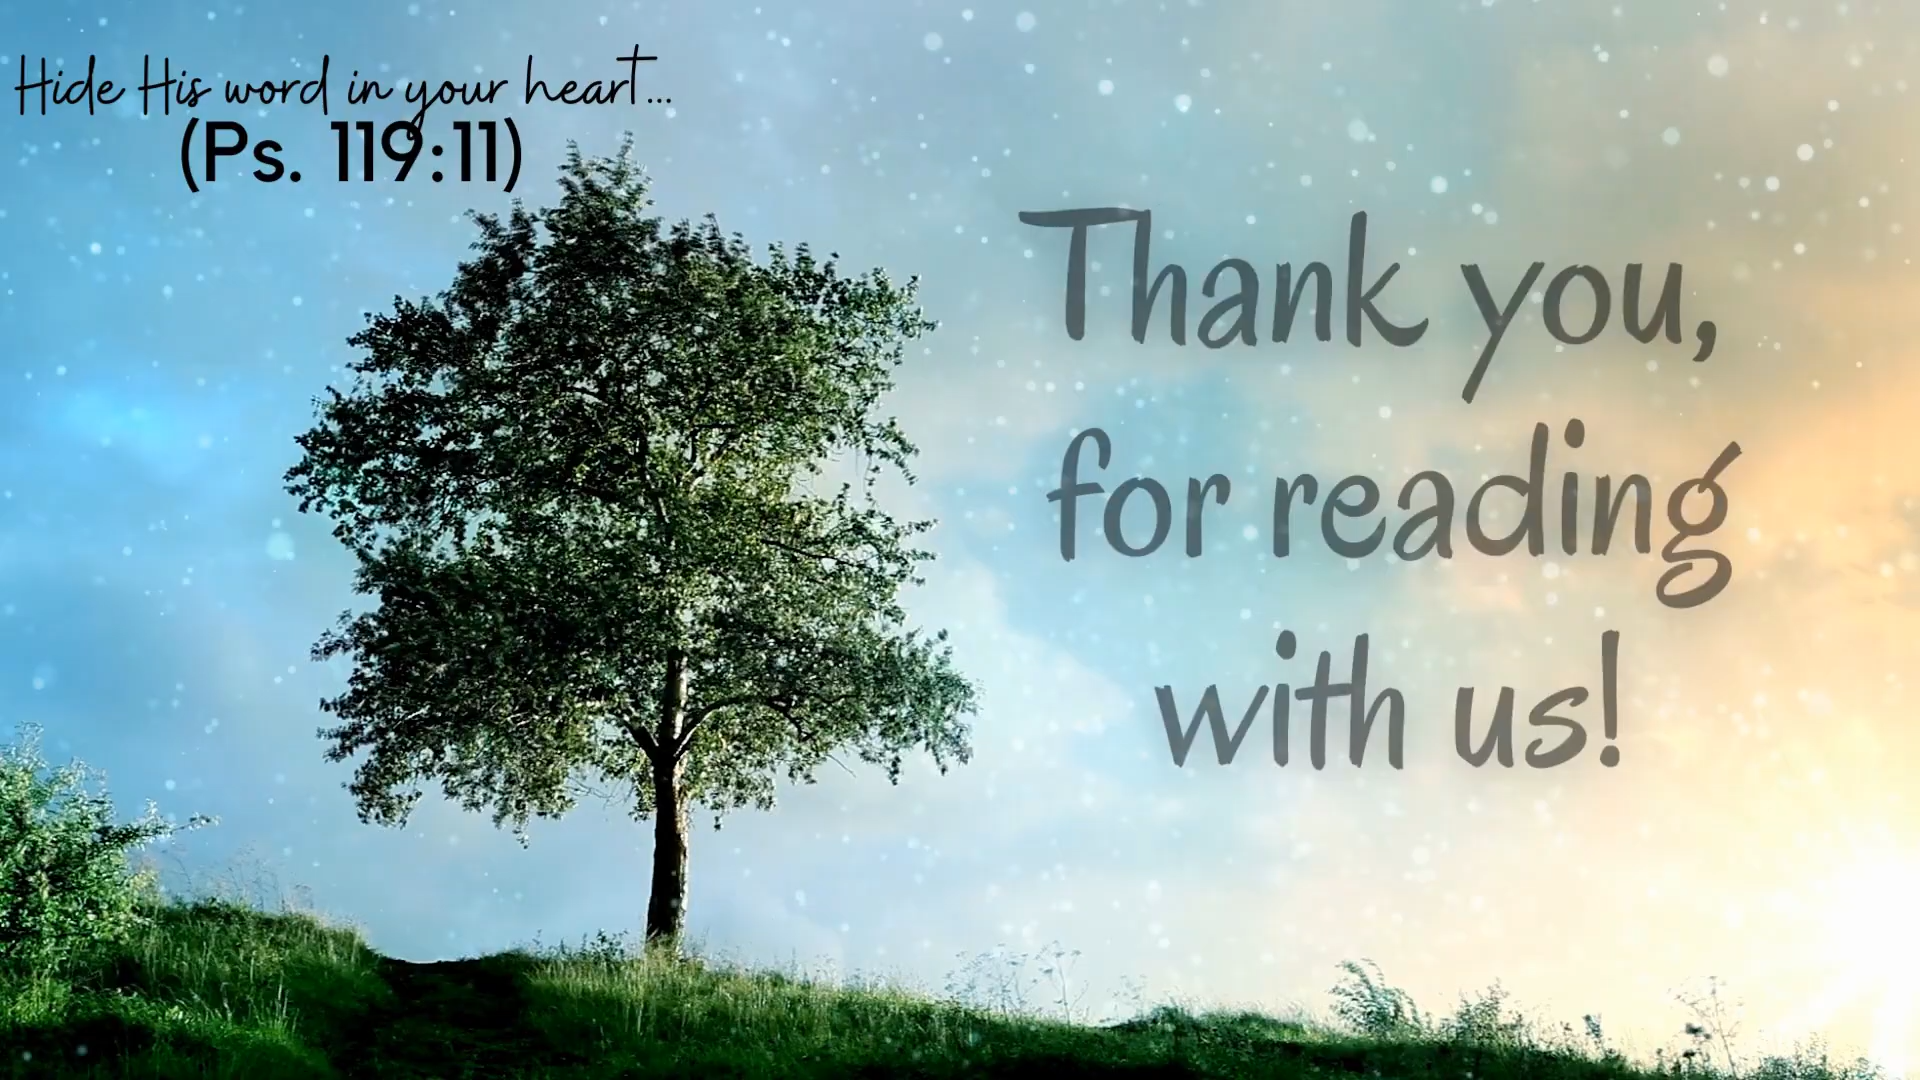 Hide His word in your heart...
(Ps. 119:11)
Thank you,
for reading
with us!